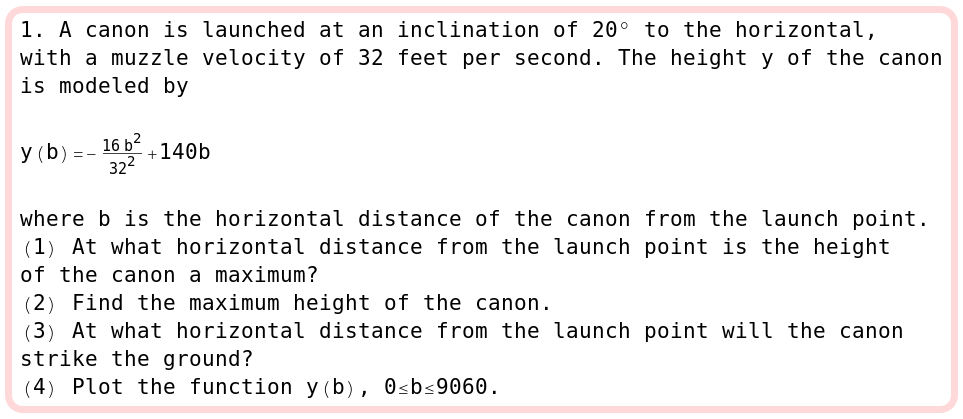 1. A canon is launched at an inclination of 20° to the horizontal,
with a muzzle velocity of 32 feet per second. The height y of the canon
is modeled by
y(b)=-\frac{16 b^2}{32^2}+140b
where b is the horizontal distance of the canon from the launch point.
(1) At what horizontal distance from the launch point is the height
of the canon a maximum?
(2) Find the maximum height of the canon.
(3) At what horizontal distance from the launch point will the canon
strike the ground?
(4) Plot the function y(b), 0≤b≤9060.